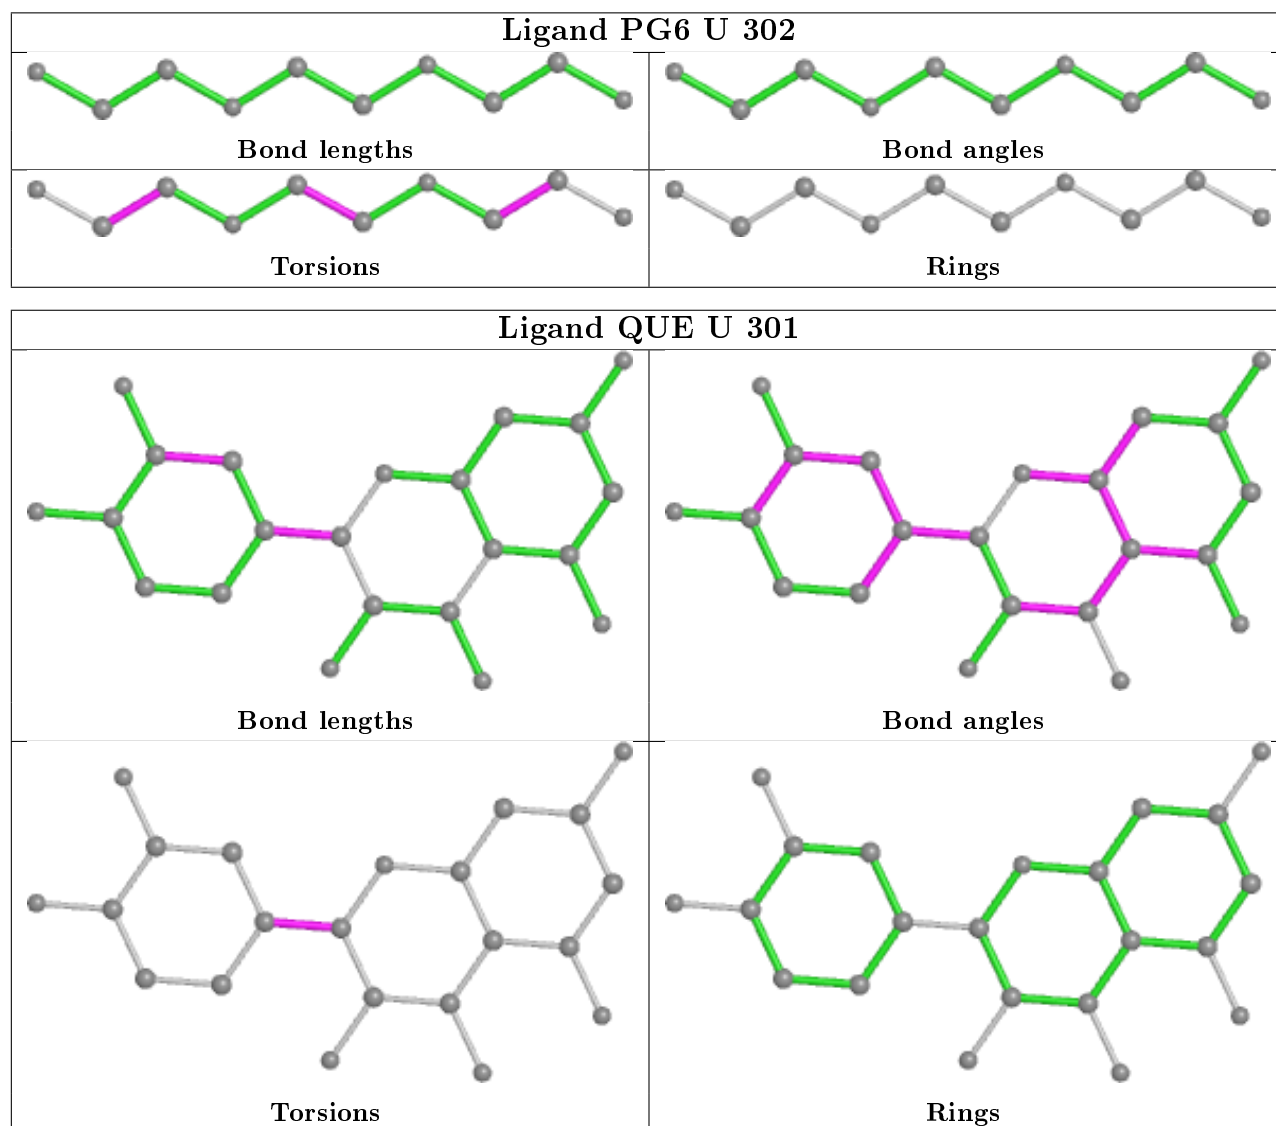 Ligand PG6 U 302
Bond lengths
Bond angles
Torsions
Rings
Ligand QUE U 301
Bond lengths
Bond angles
Torsions
Rings